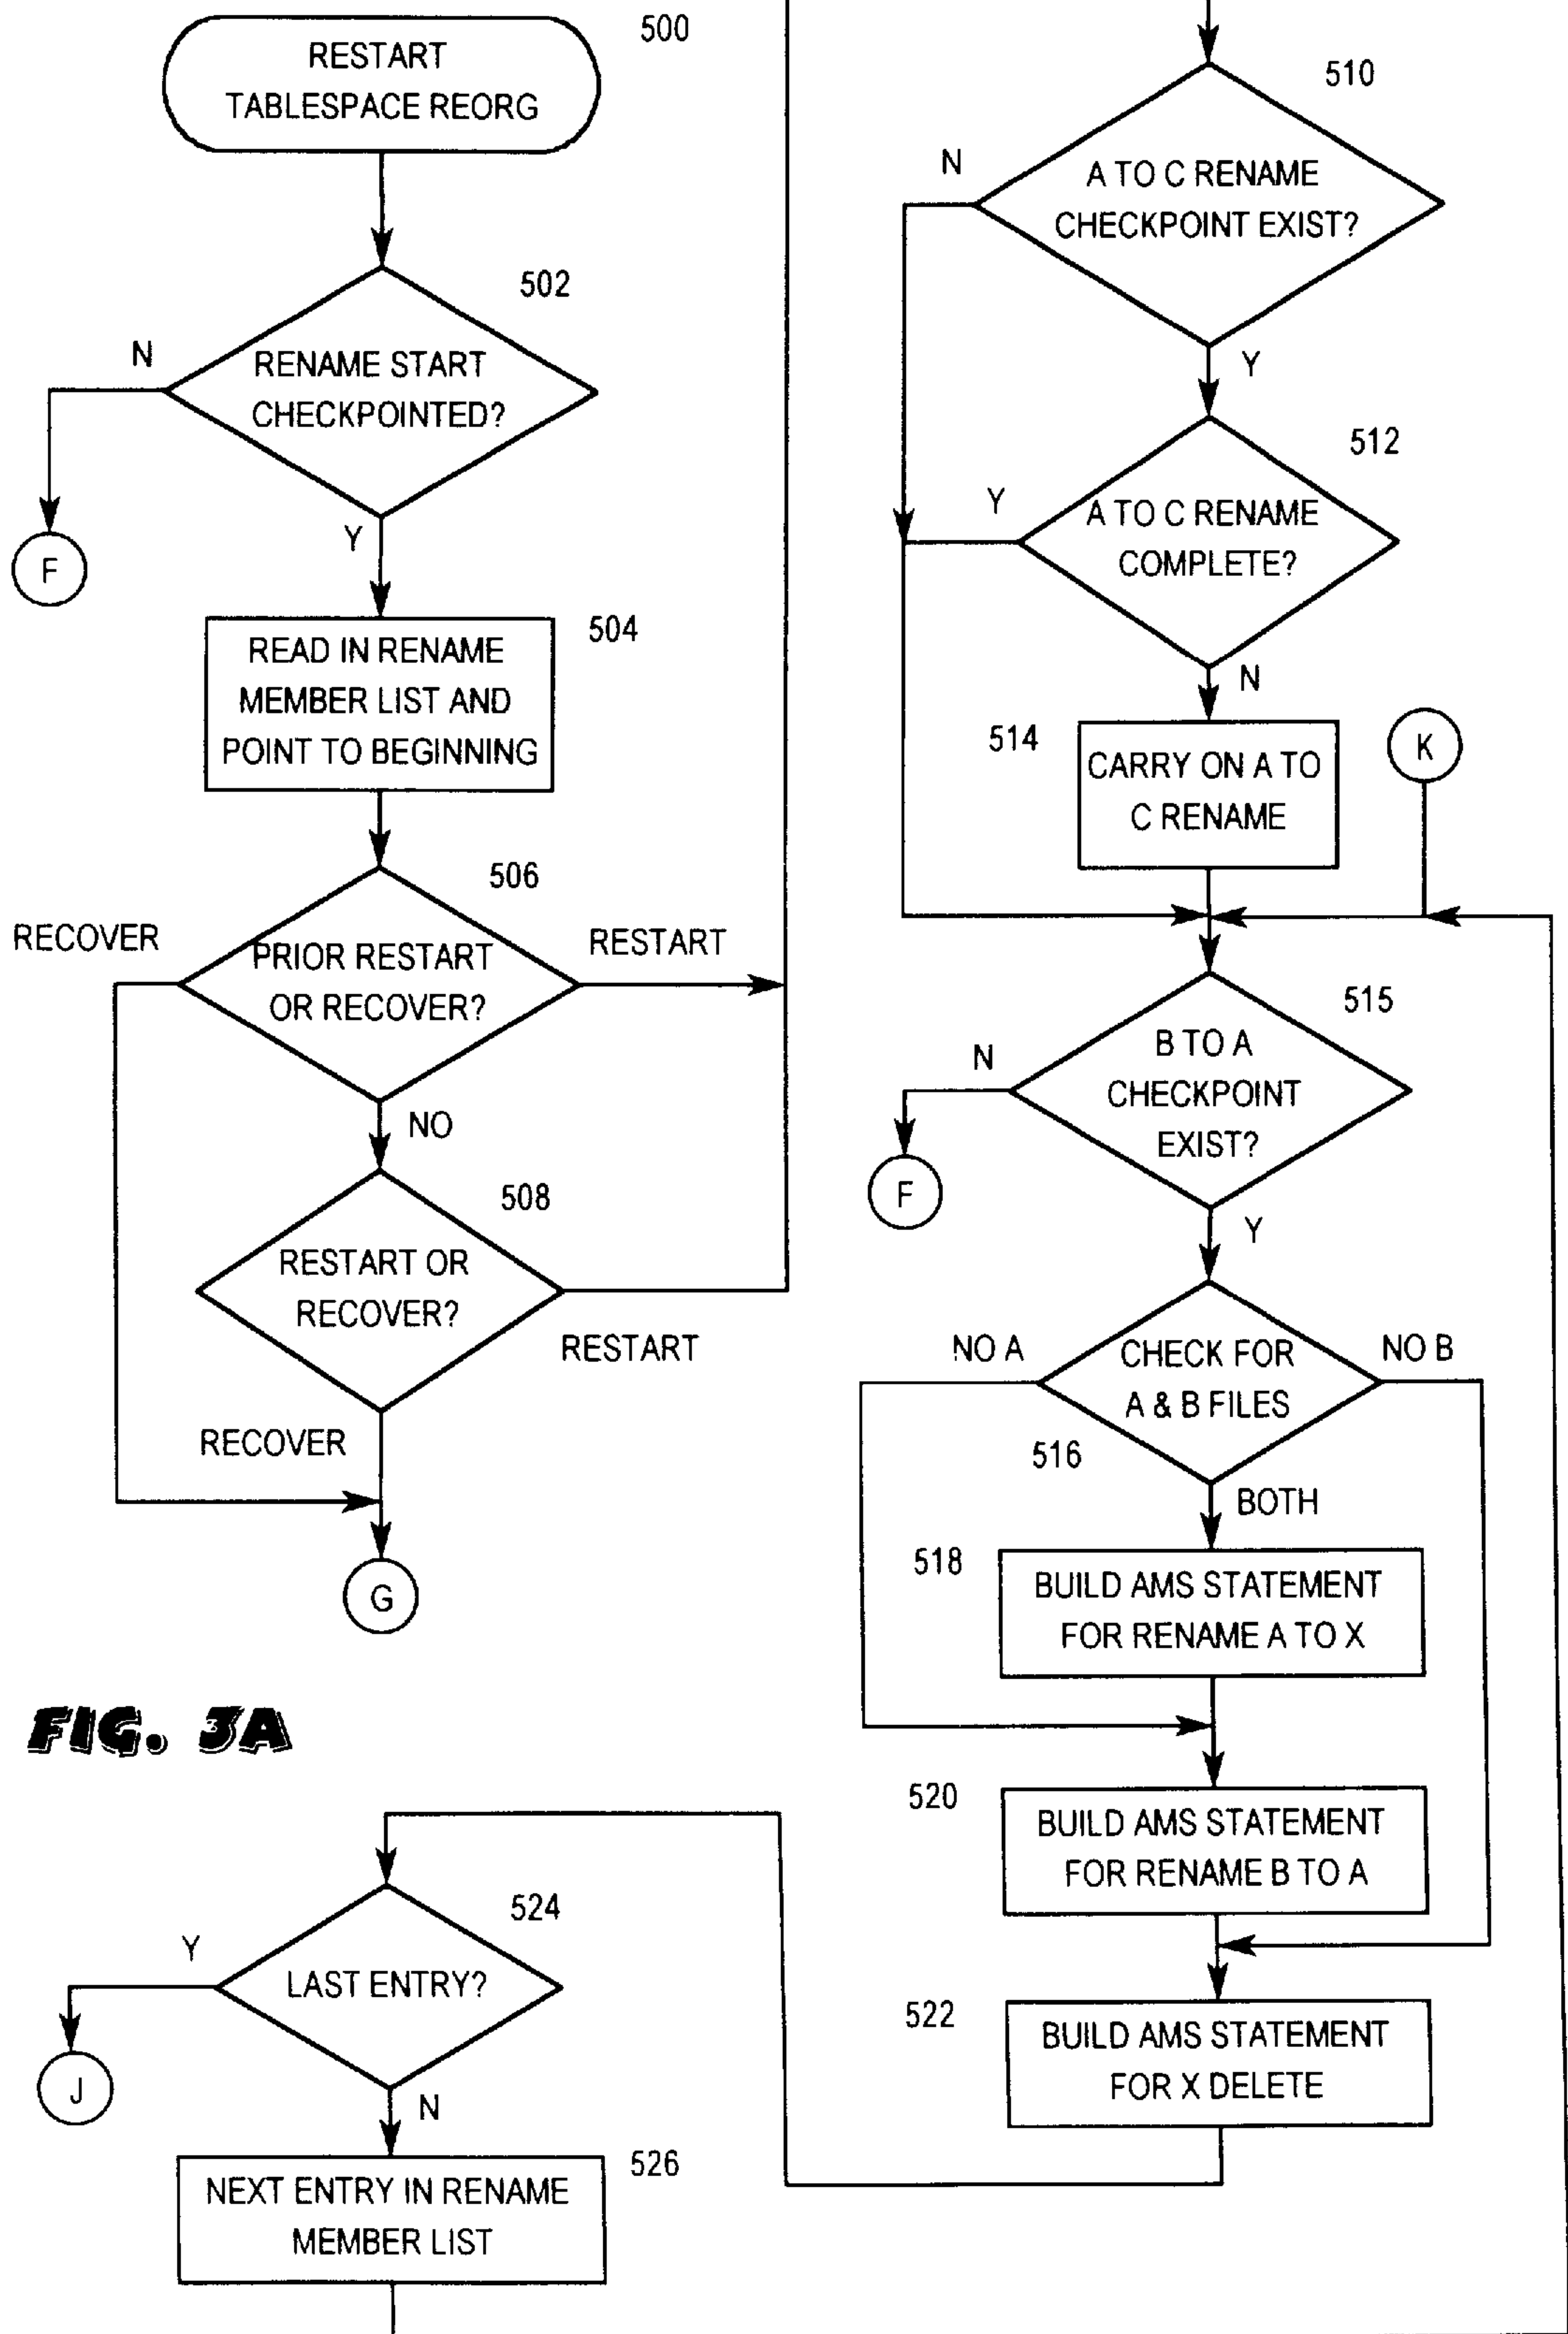 500
RESTART
TABLESPACE REORG
502
N
RENAME START
CHECKPOINTED?
F
Y
504
READ IN RENAME
MEMBER LIST AND
POINT TO BEGINNING
506
RECOVER
PRIOR RESTART
OR RECOVER?
RESTART
NO
508
RESTART OR
RECOVER?
RESTART
RECOVER
G
FIG. 3A
510
N
A TO C RENAME
CHECKPOINT EXIST?
Y
512
Y
A TO C RENAME
COMPLETE?
N
514
CARRY ON A TO
C RENAME
K
515
N
B TO A
CHECKPOINT
EXIST?
F
Y
NO A
CHECK FOR
A & B FILES
NO B
516
BOTH
518
BUILD AMS STATEMENT
FOR RENAME A TO X
520
BUILD AMS STATEMENT
FOR RENAME B TO A
522
BUILD AMS STATEMENT
FOR X DELETE
524
Y
LAST ENTRY?
J
N
526
NEXT ENTRY IN RENAME
MEMBER LIST